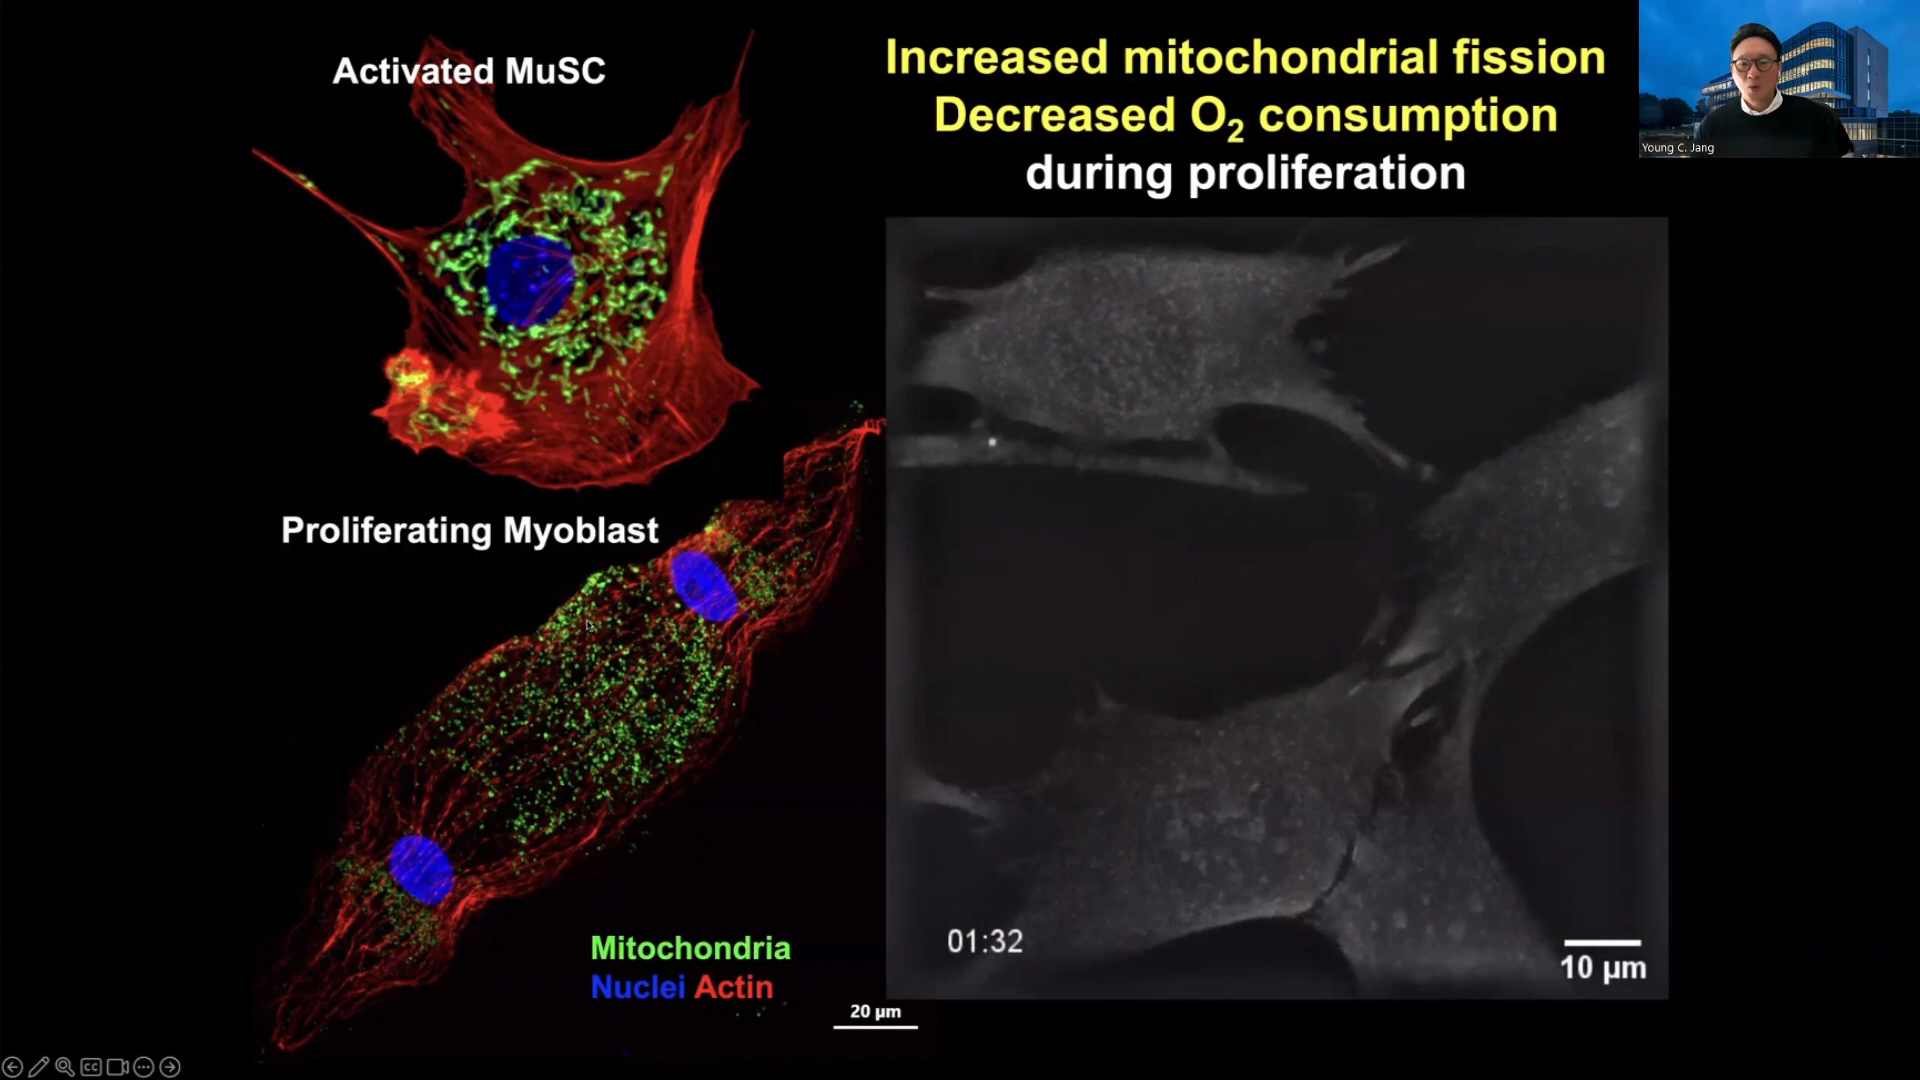 Activated MuSC
Increased mitochondrial fission
Decreased O₂ consumption
during proliferation
Young C. Jang
Proliferating Myoblast
Mitochondria
Nuclei Actin
20 µm
01:32
10 µm
CC